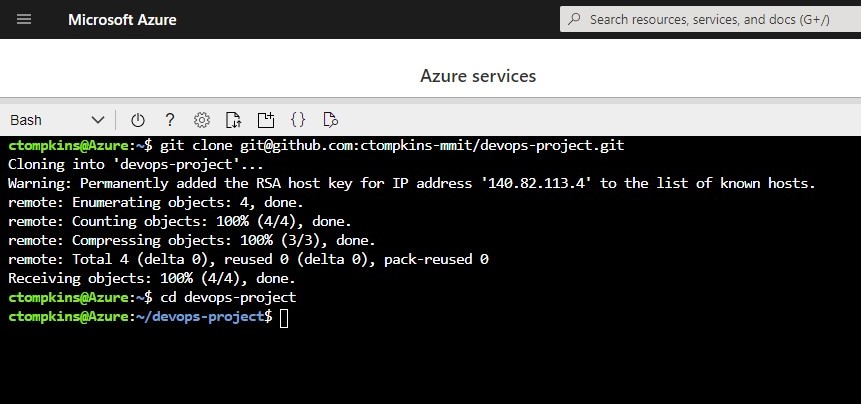 Microsoft Azure
Search resources, services, and docs (G+/)
Azure services
Bash
?
{}
ctompkins@Azure:~$ git clone git@github.com:ctompkins-mmit/devops-project.git
Cloning into 'devops-project'...
Warning: Permanently added the RSA host key for IP address '140.82.113.4' to the list of known hosts.
remote: Enumerating objects: 4, done.
remote: Counting objects: 100% (4/4), done.
remote: Compressing objects: 100% (3/3), done.
remote: Total 4 (delta 0), reused 0 (delta 0), pack-reused 0
Receiving objects: 100% (4/4), done.
ctompkins@Azure:~$ cd devops-project
ctompkins@Azure:~/devops-project$